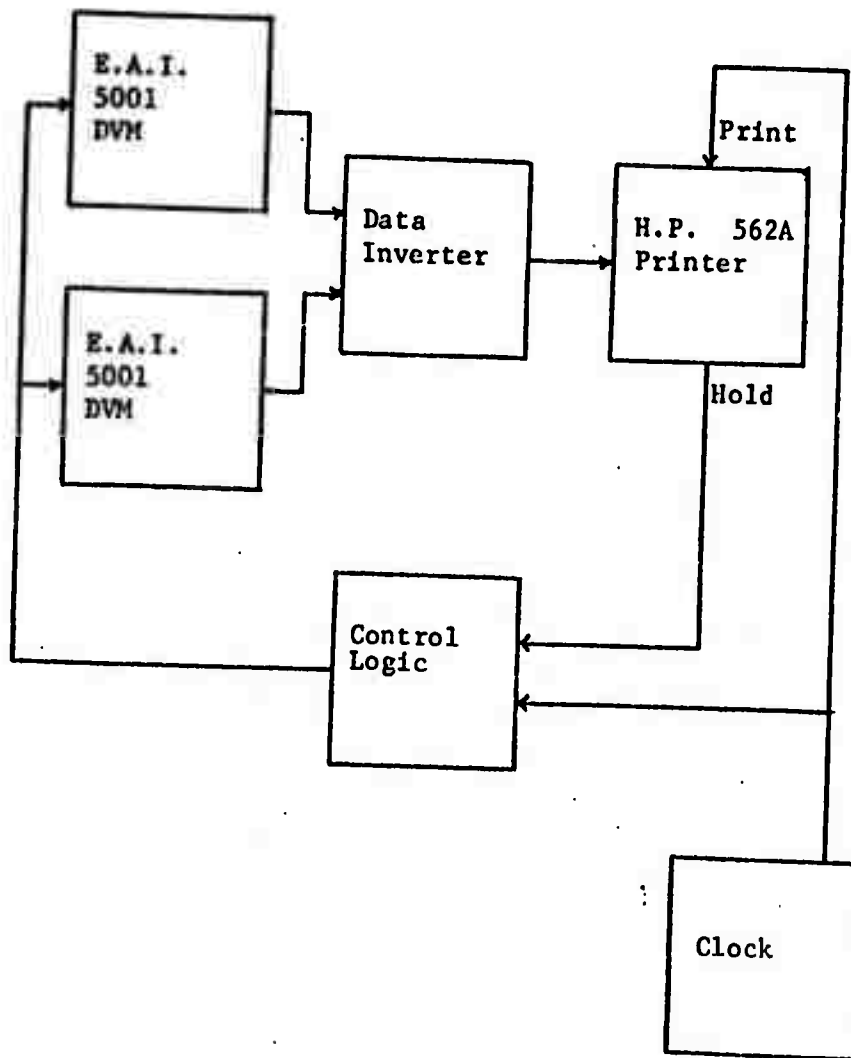 E.A.I.
5001
DVM
Print
Data
Inverter
H.P. 562A
Printer
E.A.I.
5001
DVM
Hold
Control
Logic
Clock